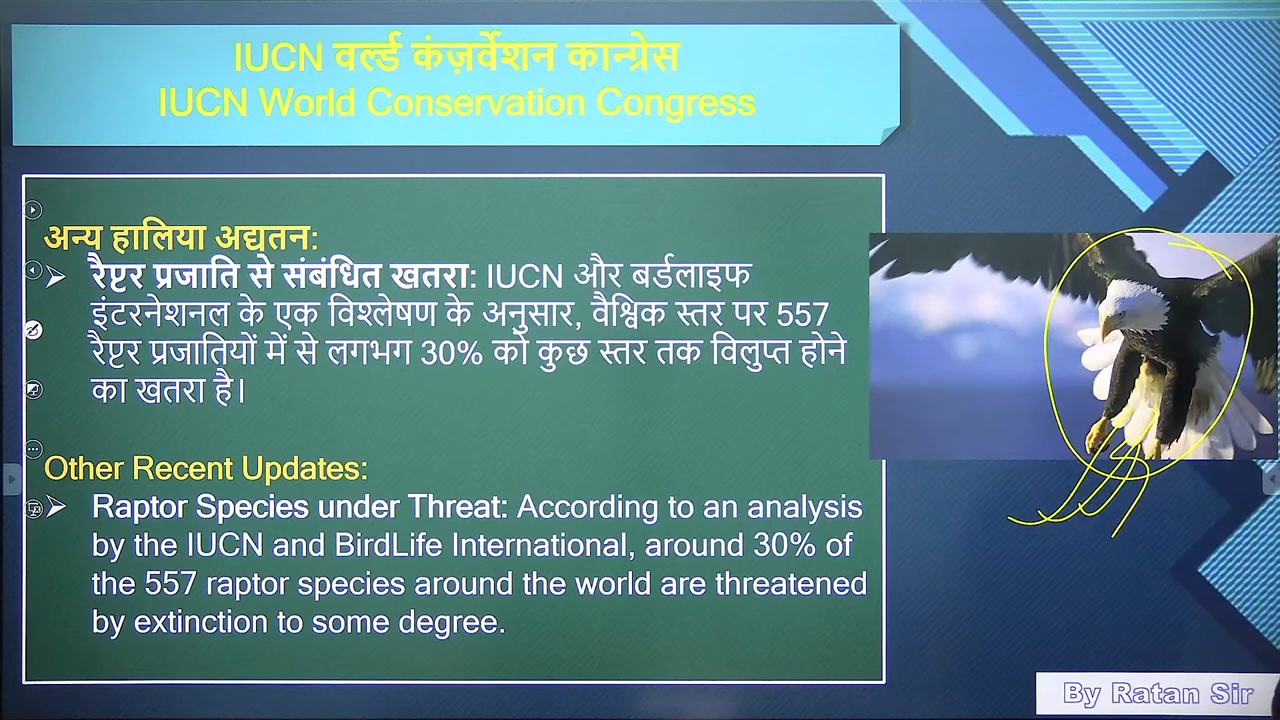 IUCN वर्ल्ड कंज़र्वेशन कान्ग्रेस
IUCN World Conservation Congress
अन्य हालिया अद्यतन:
रैप्टर प्रजाति से संबंधित खतरा: IUCN और बर्डलाइफ
इंटरनेशनल के एक विश्लेषण के अनुसार, वैश्विक स्तर पर 557
रैप्टर प्रजातियों में से लगभग 30% को कुछ स्तर तक विलुप्त होने
का खतरा है।
Other Recent Updates:
Raptor Species under Threat: According to an analysis
by the IUCN and BirdLife International, around 30% of
the 557 raptor species around the world are threatened
by extinction to some degree.
By Ratan Sir